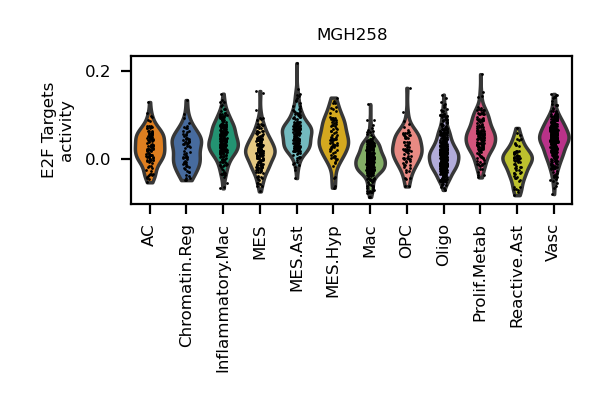 MGH258
E2F Targets
activity
0.2
0.0
AC
Chromatin.Reg
Inflammatory.Mac
MES
MES.Ast
MES.Hyp
Mac
OPC
Oligo
Prolif.Metab
Reactive.Ast
Vasc